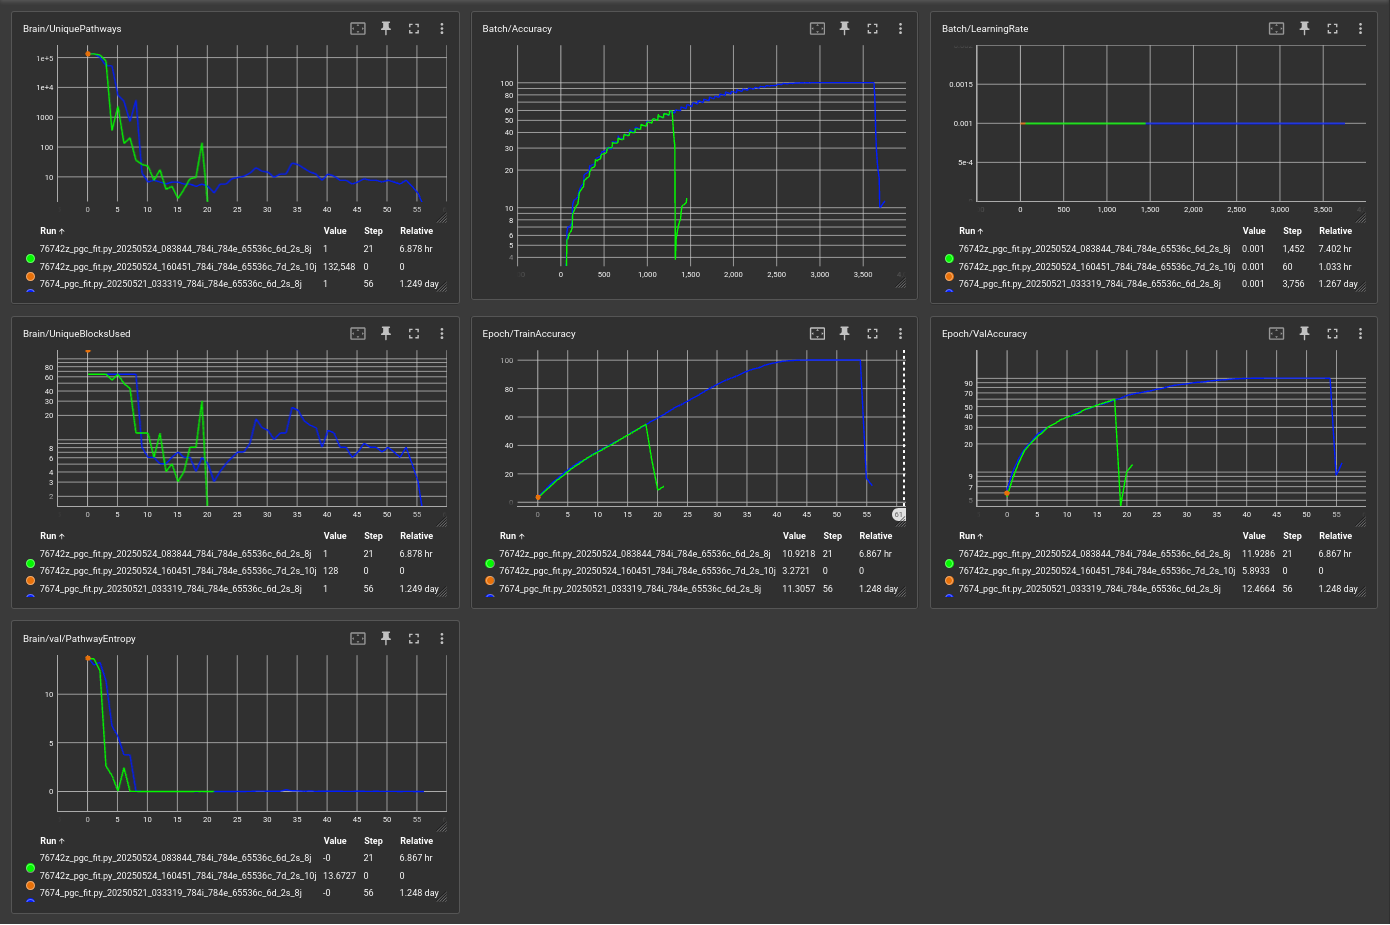 Brain/UniquePathways
1e+5
1e+4
1000
100
10
0 5 10 15 20 25 30 35 40 45 50 55
Run ↑ Value Step Relative
76742z_pgc_fit.py_20250524_083844_784i_784e_65536c_6d_2s_8j 1 21 6.878 hr
76742z_pgc_fit.py_20250524_160451_784i_784e_65536c_7d_2s_10j 132,548 0 0
7674_pgc_fit.py_20250521_033319_784i_784e_65536c_6d_2s_8j 1 56 1.249 day
Batch/Accuracy
100
80
60
50
40
30
20
10
8
6
5
4
0 500 1,000 1,500 2,000 2,500 3,000 3,500
Batch/LearningRate
0.0015
0.001
5e-4
0 500 1,000 1,500 2,000 2,500 3,000 3,500
Run ↑ Value Step Relative
76742z_pgc_fit.py_20250524_083844_784i_784e_65536c_6d_2s_8j 0.001 1,452 7.402 hr
76742z_pgc_fit.py_20250524_160451_784i_784e_65536c_7d_2s_10j 0.001 60 1.033 hr
7674_pgc_fit.py_20250521_033319_784i_784e_65536c_6d_2s_8j 0.001 3,756 1.267 day
Brain/UniqueBlocksUsed
80
60
40
30
20
8
6
4
3
2
0 5 10 15 20 25 30 35 40 45 50 55
Run ↑ Value Step Relative
76742z_pgc_fit.py_20250524_083844_784i_784e_65536c_6d_2s_8j 1 21 6.878 hr
76742z_pgc_fit.py_20250524_160451_784i_784e_65536c_7d_2s_10j 128 0 0
7674_pgc_fit.py_20250521_033319_784i_784e_65536c_6d_2s_8j 1 56 1.249 day
Epoch/TrainAccuracy
100
80
60
40
20
0
0 5 10 15 20 25 30 35 40 45 50 55 61
Run ↑ Value Step Relative
76742z_pgc_fit.py_20250524_083844_784i_784e_65536c_6d_2s_8j 10.9218 21 6.867 hr
76742z_pgc_fit.py_20250524_160451_784i_784e_65536c_7d_2s_10j 3.2721 0 0
7674_pgc_fit.py_20250521_033319_784i_784e_65536c_6d_2s_8j 11.3057 56 1.248 day
Epoch/ValAccuracy
90
70
50
40
30
20
9
7
5
0 5 10 15 20 25 30 35 40 45 50 55
Run ↑ Value Step Relative
76742z_pgc_fit.py_20250524_083844_784i_784e_65536c_6d_2s_8j 11.9286 21 6.867 hr
76742z_pgc_fit.py_20250524_160451_784i_784e_65536c_7d_2s_10j 5.8933 0 0
7674_pgc_fit.py_20250521_033319_784i_784e_65536c_6d_2s_8j 12.4664 56 1.248 day
Brain/val/PathwayEntropy
10
5
0
0 5 10 15 20 25 30 35 40 45 50 55
Run ↑ Value Step Relative
76742z_pgc_fit.py_20250524_083844_784i_784e_65536c_6d_2s_8j -0 21 6.867 hr
76742z_pgc_fit.py_20250524_160451_784i_784e_65536c_7d_2s_10j 13.6727 0 0
7674_pgc_fit.py_20250521_033319_784i_784e_65536c_6d_2s_8j -0 56 1.248 day